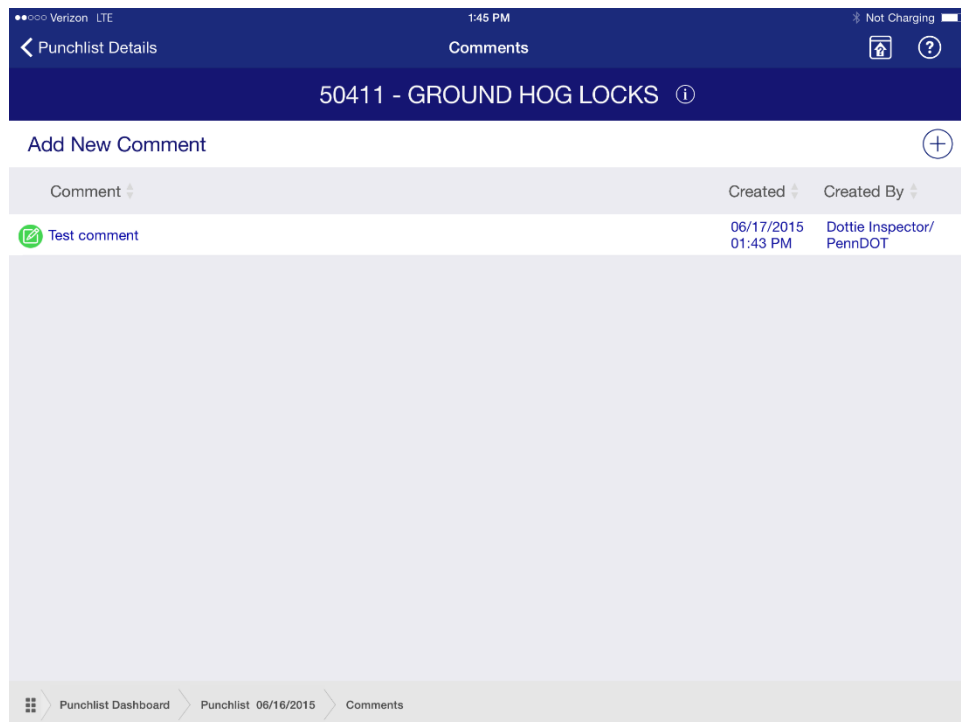 Verizon LTE 1:45 PM Not Charging
Punchlist Details Comments ?
50411 - GROUND HOG LOCKS i
Add New Comment +
Comment Created Created By
Test comment 06/17/2015 Dottie Inspector/
01:43 PM PennDOT
Punchlist Dashboard Punchlist 06/16/2015 Comments